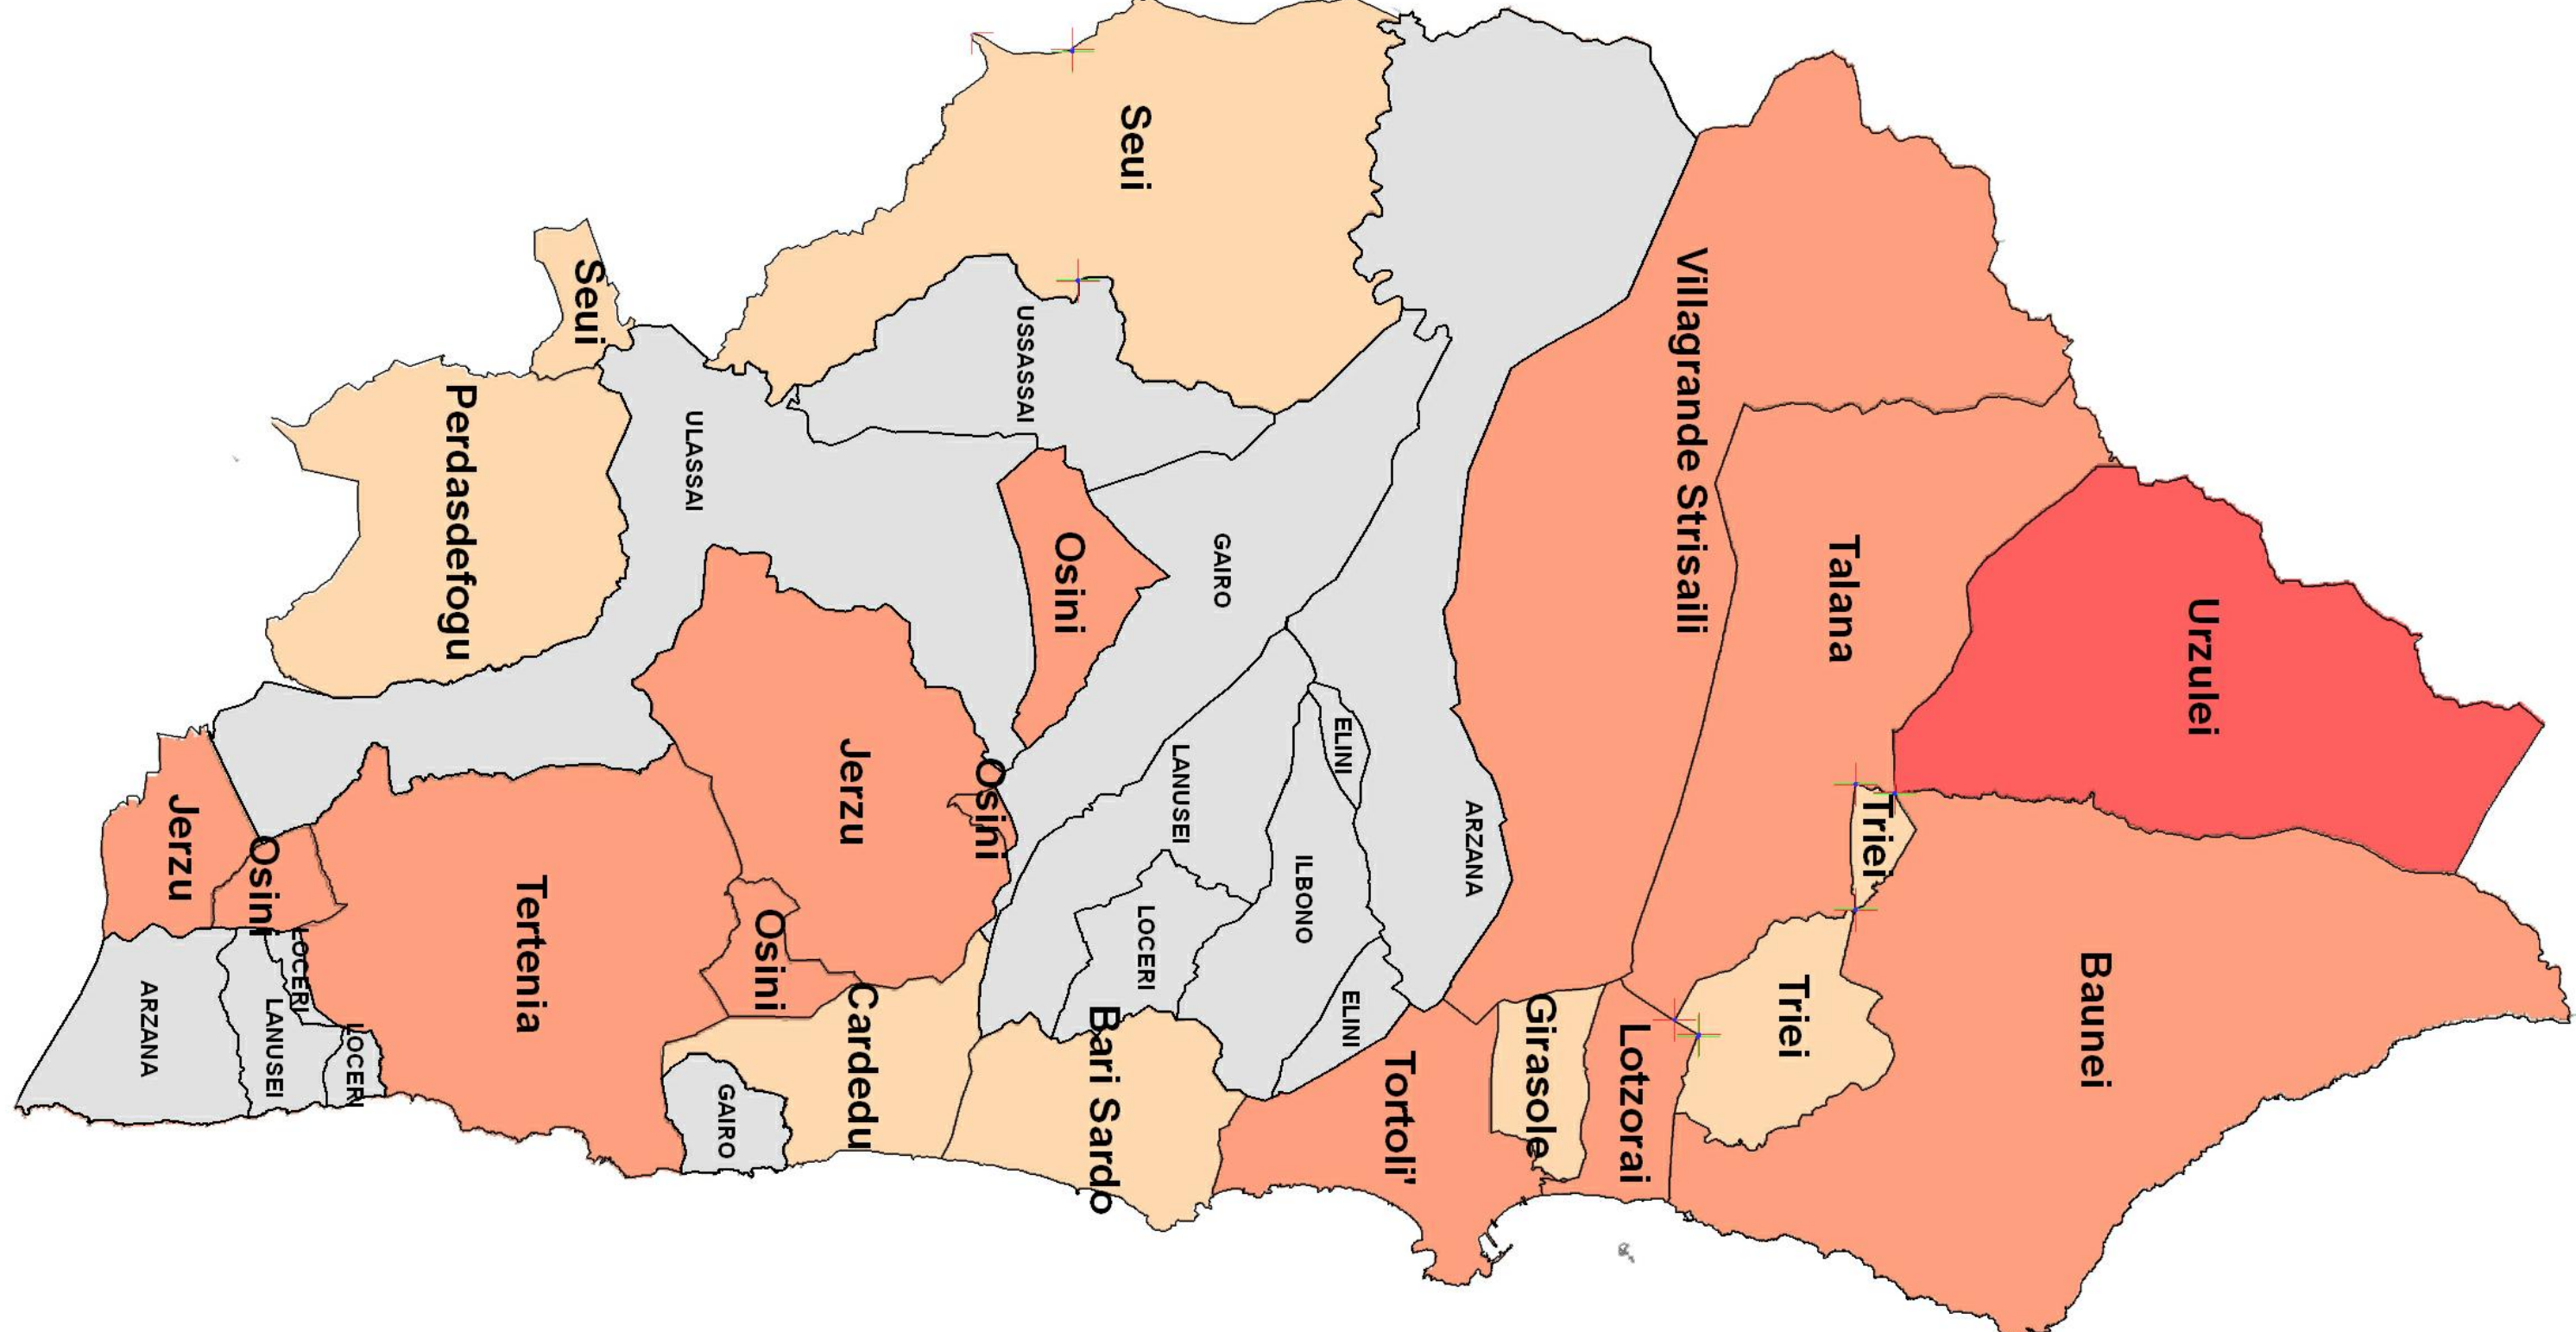 Urzulei
Baunei
Triei
Talana
Triei
Villagrande Strisaili
Lotzorai
Girasole
ARZANA
Tortoli'
ELINI
ELINI
ILBONO
GAIRO
LANUSEI
LOCERI
Seui
Bari Sardo
Osini
USSASSAI
Osini
Cardedu
Jerzu
Osini
GAIRO
ULASSAI
Seui
Tertenia
Perdasdefogu
LOCERI
LOCERI
LANUSEI
Osini
Jerzu
ARZANA